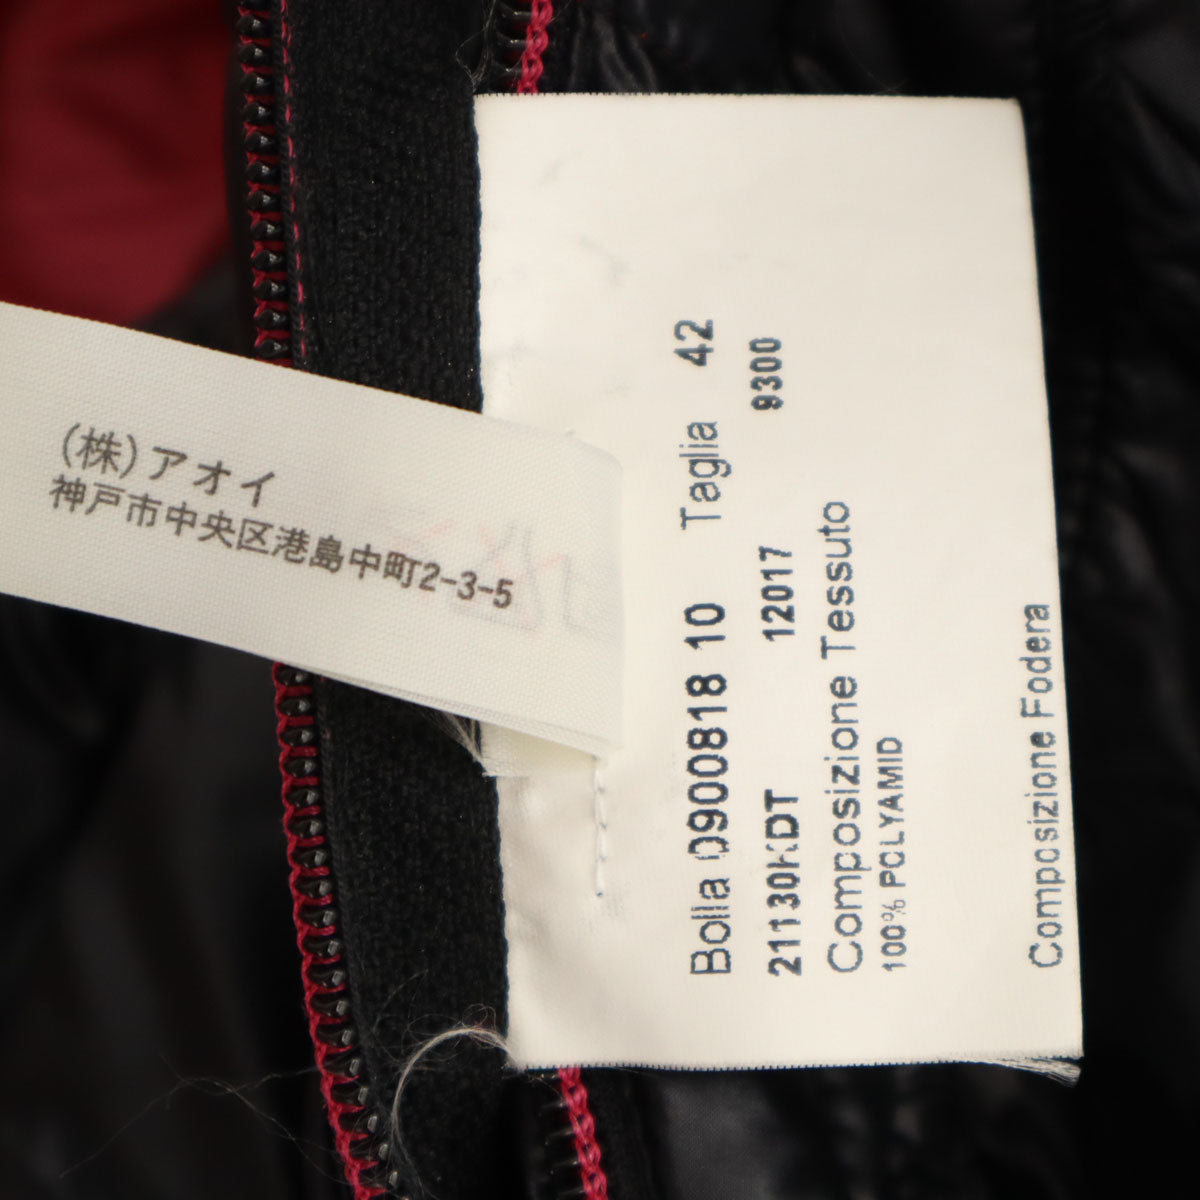 (株)アオイ
神戸市中央区港島中町2-3-5
Bolla 0900818 10 Taglia 42
21130KDT 12017 9300
Composizione Tessuto
100% POLYAMID
Composizione Fodera